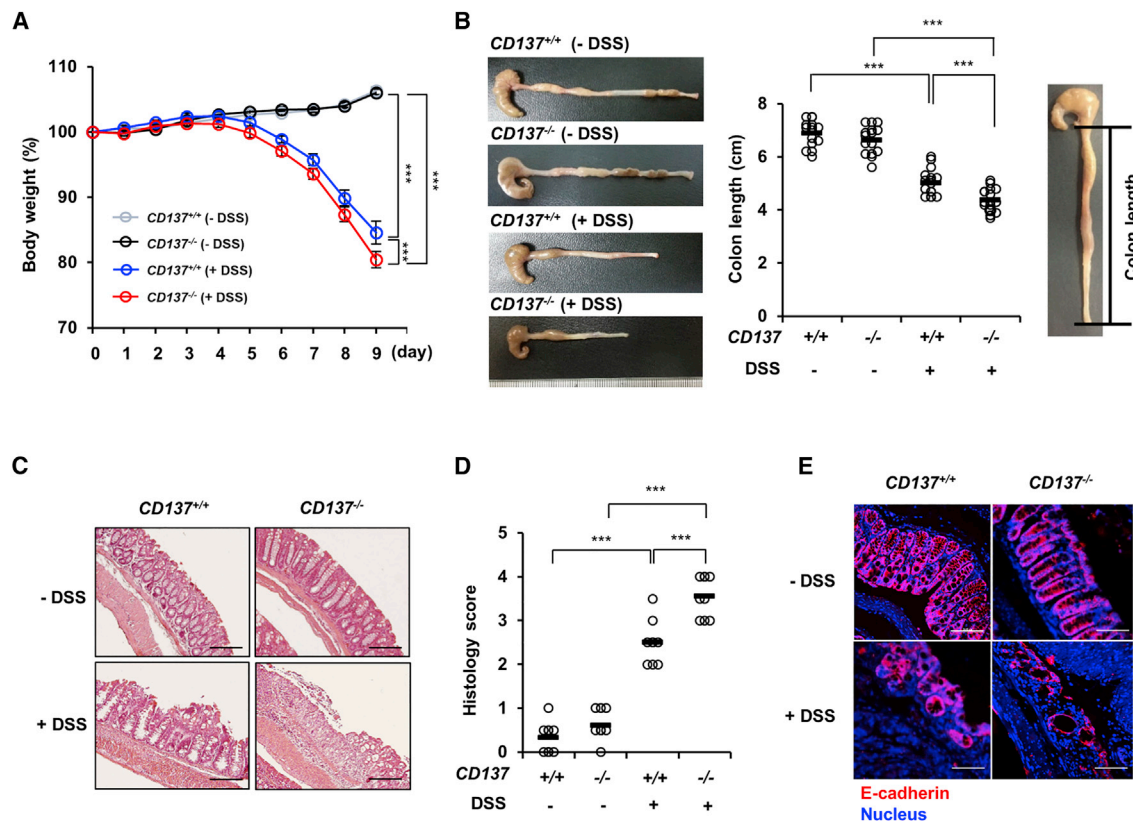 A
110
100
90
80
70
Body weight (%)
CD137+/+ (- DSS)
CD137-/- (- DSS)
CD137+/+ (+ DSS)
CD137-/- (+ DSS)
***
***
***
0 1 2 3 4 5 6 7 8 9 (day)
B
CD137+/+ (- DSS)
CD137-/- (- DSS)
CD137+/+ (+ DSS)
CD137-/- (+ DSS)
***
*** ***
8
6
4
2
0
Colon length (cm)
CD137 +/+ -/- +/+ -/-
DSS - - + +
Colon length
C
CD137+/+ CD137-/-
- DSS
+ DSS
D
***
*** ***
5
4
3
2
1
0
Histology score
CD137 +/+ -/- +/+ -/-
DSS - - + +
E
CD137+/+ CD137-/-
- DSS
+ DSS
E-cadherin
Nucleus